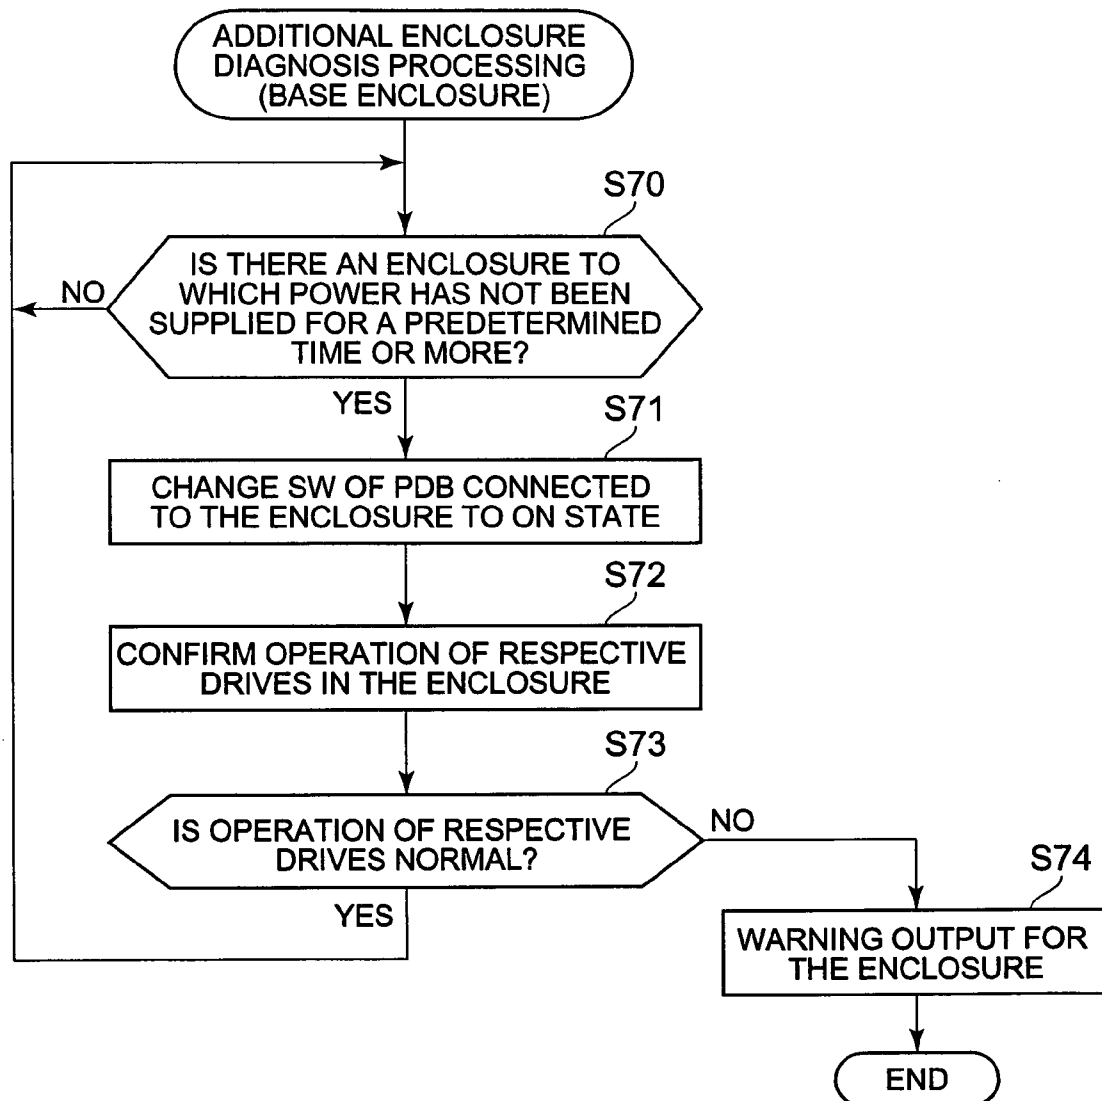 ADDITIONAL ENCLOSURE
DIAGNOSIS PROCESSING
(BASE ENCLOSURE)
S70
IS THERE AN ENCLOSURE TO
WHICH POWER HAS NOT BEEN
SUPPLIED FOR A PREDETERMINED
TIME OR MORE?
NO
YES
S71
CHANGE SW OF PDB CONNECTED
TO THE ENCLOSURE TO ON STATE
S72
CONFIRM OPERATION OF RESPECTIVE
DRIVES IN THE ENCLOSURE
S73
IS OPERATION OF RESPECTIVE
DRIVES NORMAL?
NO
YES
S74
WARNING OUTPUT FOR
THE ENCLOSURE
END